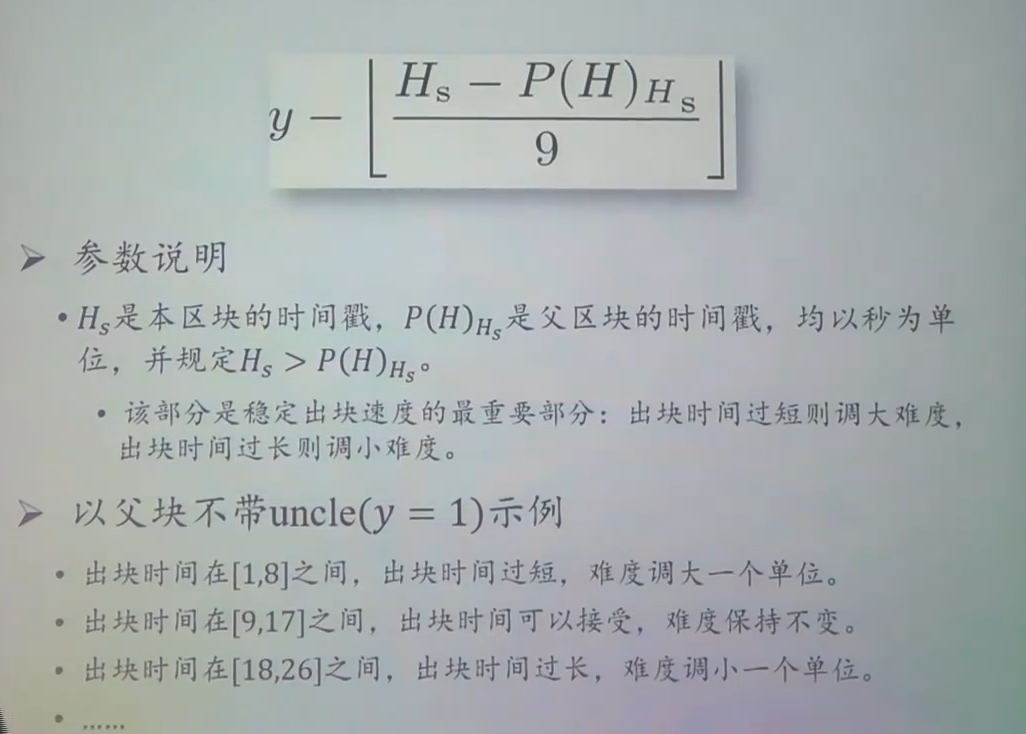 y − ⌊ (H_s − P(H)_{H_s}) / 9 ⌋
➢ 参数说明
• H_s是本区块的时间戳，P(H)_{H_s}是父区块的时间戳，均以秒为单
位，并规定H_s > P(H)_{H_s}。
• 该部分是稳定出块速度的最重要部分：出块时间过短则调大难度，
出块时间过长则调小难度。
➢ 以父块不带uncle(y = 1)示例
• 出块时间在[1,8]之间，出块时间过短，难度调大一个单位。
• 出块时间在[9,17]之间，出块时间可以接受，难度保持不变。
• 出块时间在[18,26]之间，出块时间过长，难度调小一个单位。
• ……